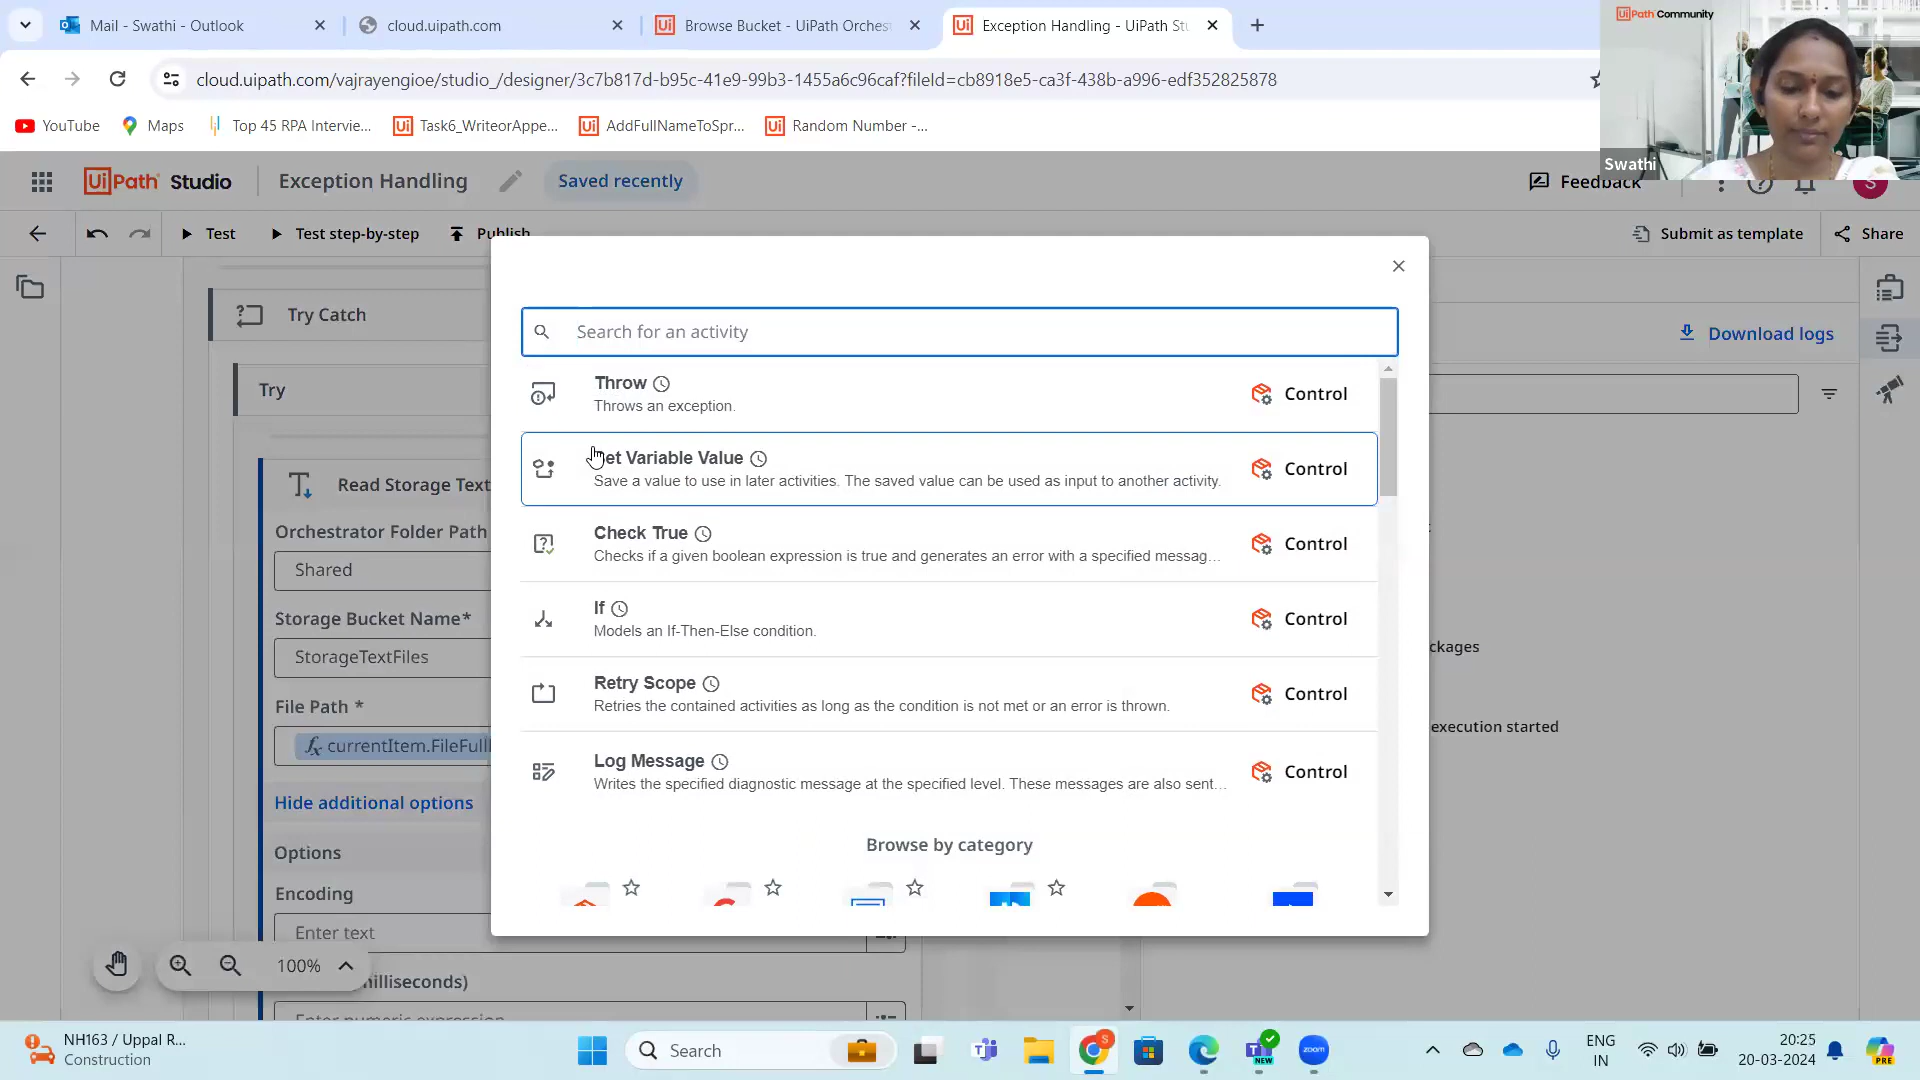 Mail - Swathi - Outlook
cloud.uipath.com
Browse Bucket - UiPath Orchest
Exception Handling - UiPath Stu
UiPath Community
cloud.uipath.com/vajrayengioe/studio_/designer/3c7b817d-b95c-41e9-99b3-1455a6c96caf?fileId=cb8918e5-ca3f-438b-a996-edf352825878
YouTube
Maps
Top 45 RPA Intervie...
Task6_WriteorAppe...
AddFullNameToSpr...
Random Number -...
Swathi
UiPath Studio
Exception Handling
Saved recently
Feedback
S
Test
Test step-by-step
Publish
Submit as template
Share
Try Catch
Try
Read Storage Text
Orchestrator Folder Path
Shared
Storage Bucket Name*
StorageTextFiles
File Path *
fx currentItem.FileFull
Hide additional options
Options
Encoding
Enter text
milliseconds)
Enter numeric expression
100%
Download logs
ckages
execution started
Search for an activity
Throw
Throws an exception.
Control
et Variable Value
Save a value to use in later activities. The saved value can be used as input to another activity.
Control
Check True
Checks if a given boolean expression is true and generates an error with a specified messag...
Control
If
Models an If-Then-Else condition.
Control
Retry Scope
Retries the contained activities as long as the condition is not met or an error is thrown.
Control
Log Message
Writes the specified diagnostic message at the specified level. These messages are also sent...
Control
Browse by category
NH163 / Uppal R...
Construction
Search
S
NEW
zoom
ENG
IN
20:25
20-03-2024
PRE